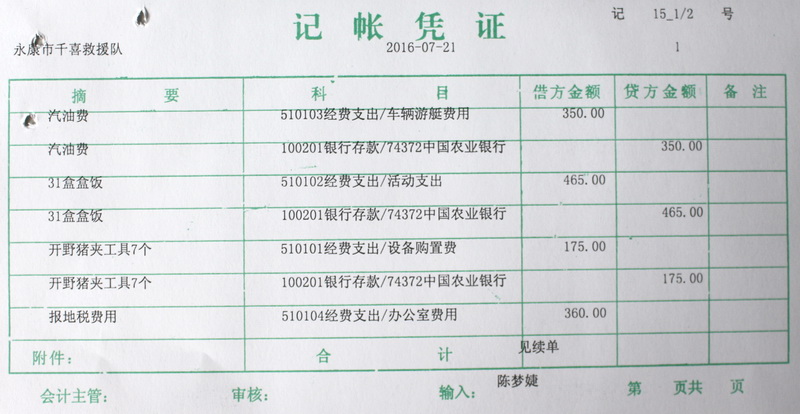 记 帐 凭 证
记 15_1/2 号
永康市千喜救援队 2016-07-21 1
摘 要 科 目 借方金额 贷方金额 备 注
汽油费 510103经费支出/车辆游艇费用 350.00
汽油费 100201银行存款/74372中国农业银行 350.00
31盒盒饭 510102经费支出/活动支出 465.00
31盒盒饭 100201银行存款/74372中国农业银行 465.00
开野猪夹工具7个 510101经费支出/设备购置费 175.00
开野猪夹工具7个 100201银行存款/74372中国农业银行 175.00
报地税费用 510104经费支出/办公室费用 360.00
附件： 合 计 见续单
会计主管： 审核： 输入： 陈梦婕 第 页共 页